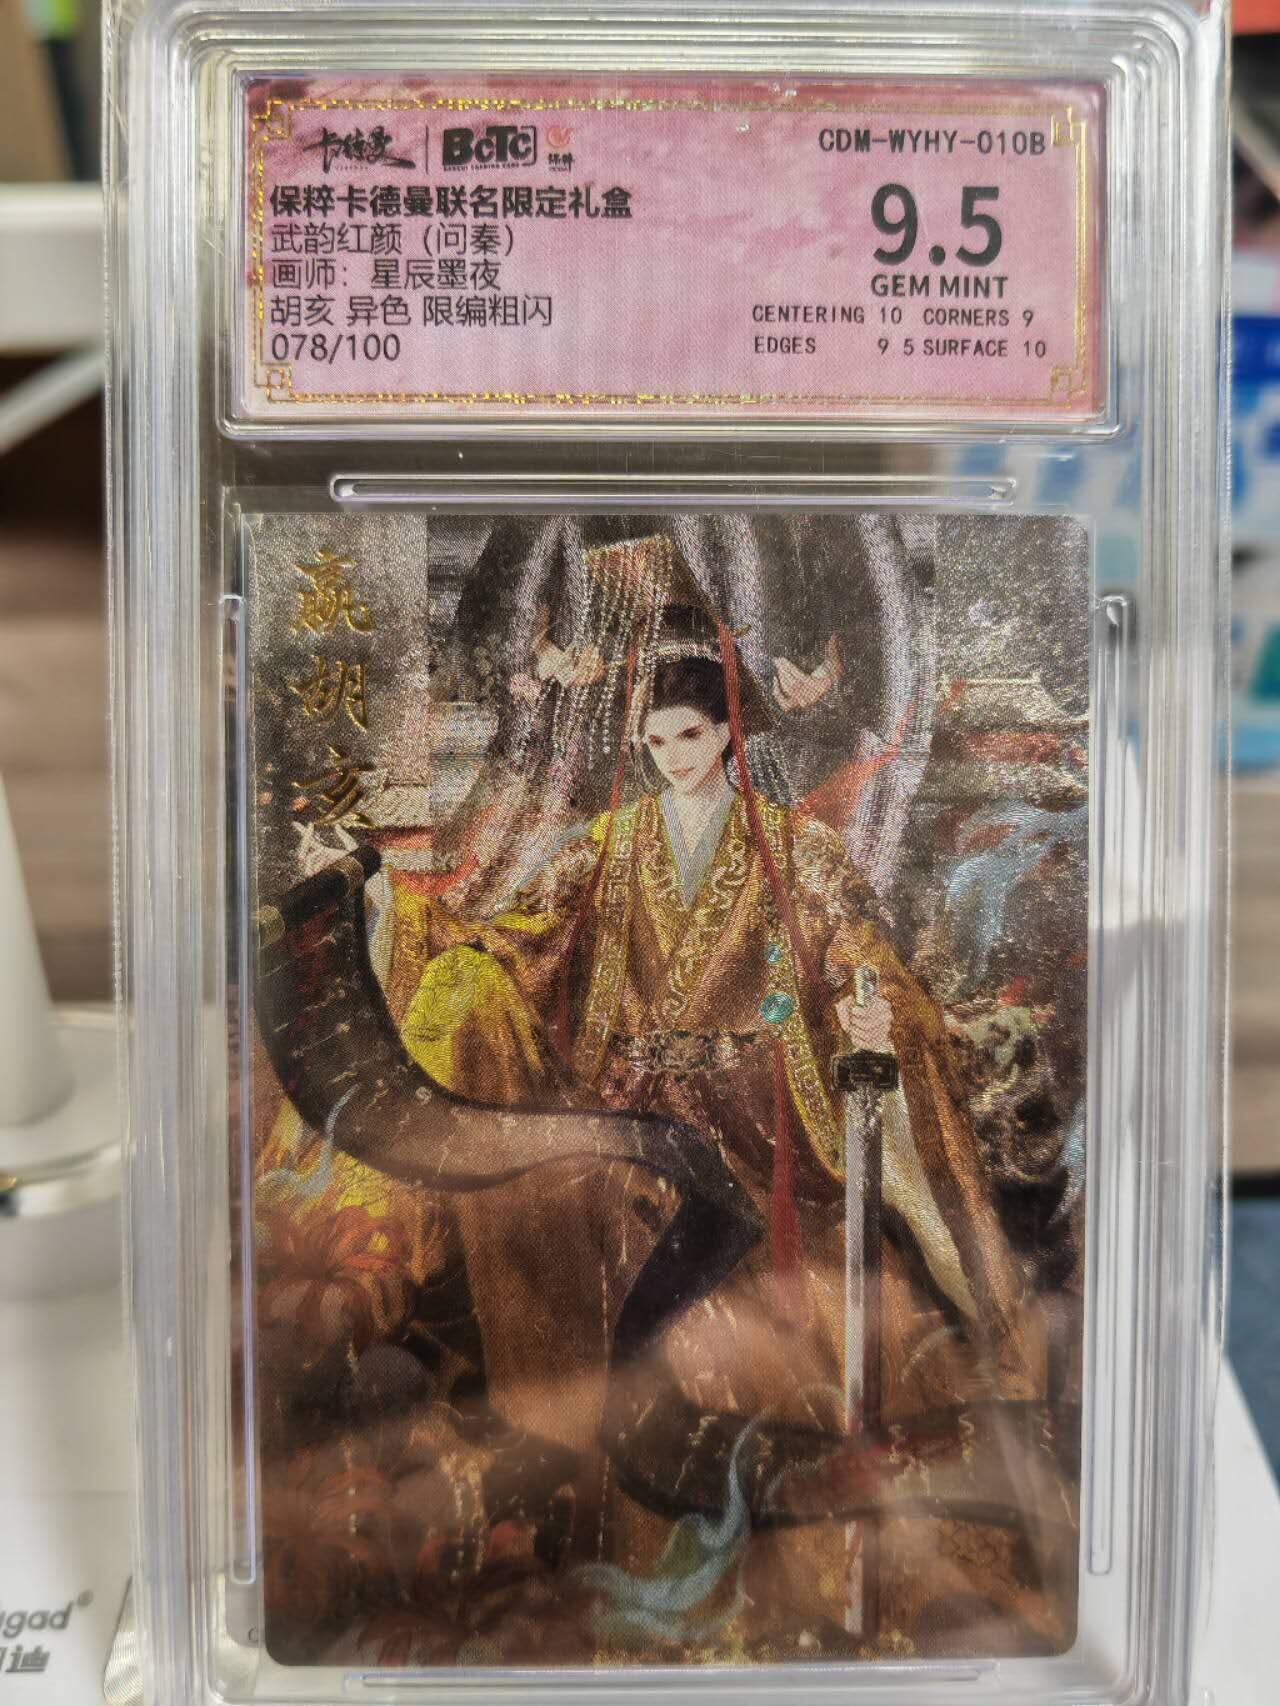 卡德曼 BCTC 保粹
CDM-WYHY-010B
保粹卡德曼联名限定礼盒
武韵红颜（问秦）
画师：星辰墨夜
胡亥 异色 限编粗闪
078/100
9.5
GEM MINT
CENTERING 10 CORNERS 9
EDGES 9 5 SURFACE 10
嬴胡亥